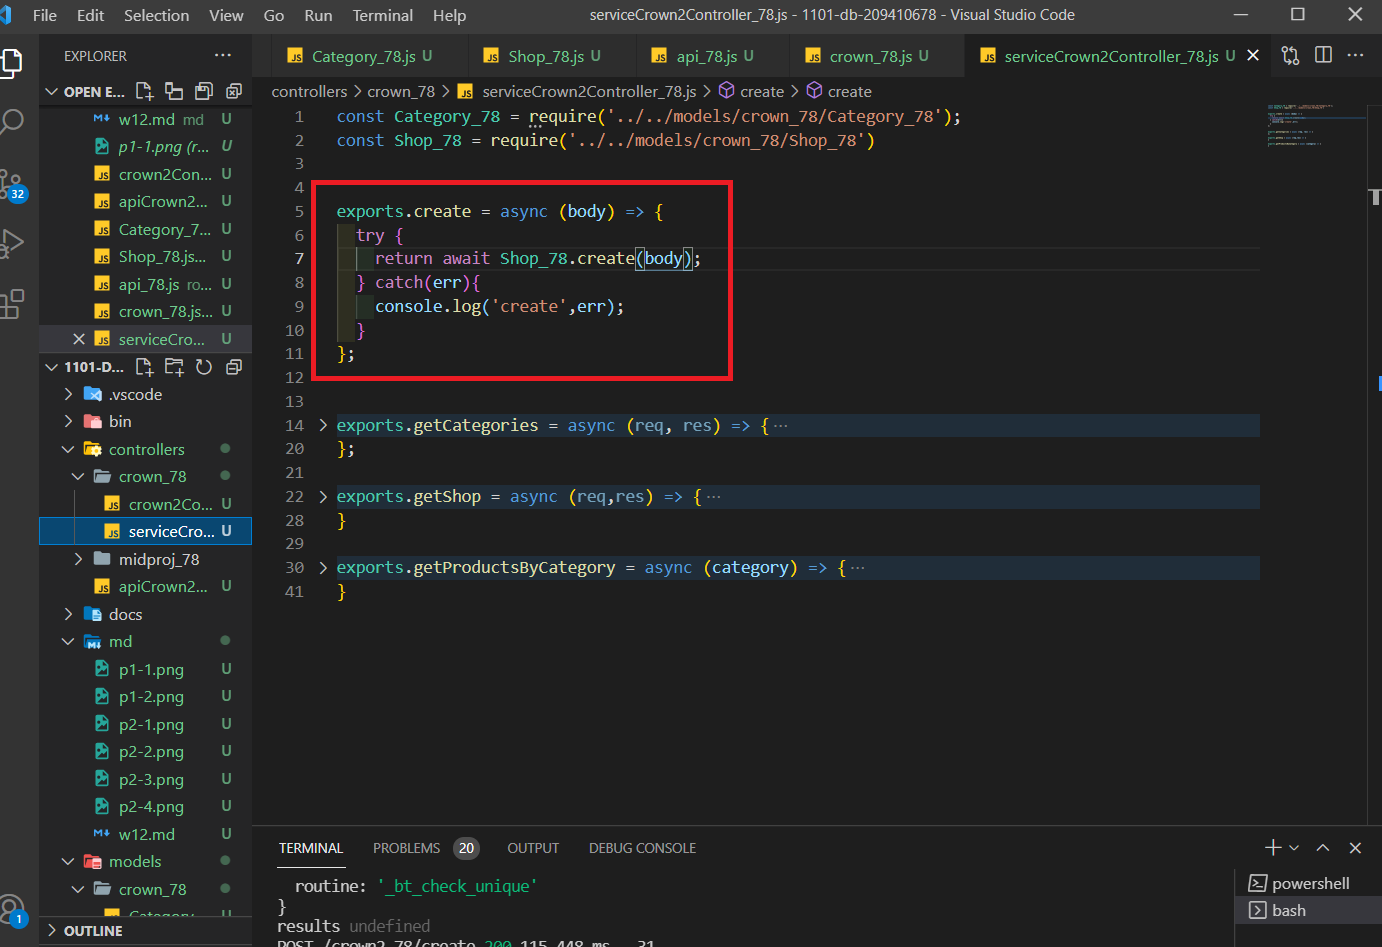 File Edit Selection View Go Run Terminal Help serviceCrown2Controller_78.js - 1101-db-209410678 - Visual Studio Code
EXPLORER ···
Category_78.js U Shop_78.js U api_78.js U crown_78.js U serviceCrown2Controller_78.js U
OPEN E...
w12.md md U
p1-1.png (r... U
crown2Con... U
apiCrown2... U
Category_7... U
Shop_78.js... U
api_78.js ro... U
crown_78.js... U
serviceCro... U
1101-D...
.vscode
bin
controllers
crown_78
crown2Co... U
serviceCro... U
midproj_78
apiCrown2... U
docs
md
p1-1.png U
p1-2.png U
p2-1.png U
p2-2.png U
p2-3.png U
p2-4.png U
w12.md U
models
crown_78
Category U
OUTLINE
32
1
controllers > crown_78 > serviceCrown2Controller_78.js > create > create
1 const Category_78 = require('../../models/crown_78/Category_78');
2 const Shop_78 = require('../../models/crown_78/Shop_78')
3
4
5 exports.create = async (body) => {
6 try {
7 return await Shop_78.create(body);
8 } catch(err){
9 console.log('create',err);
10 }
11 };
12
13
14 exports.getCategories = async (req, res) => {···
20 };
21
22 exports.getShop = async (req,res) => {···
28 }
29
30 exports.getProductsByCategory = async (category) => {···
41 }
TERMINAL PROBLEMS 20 OUTPUT DEBUG CONSOLE
routine: '_bt_check_unique'
}
results undefined
POST /crown2_78/create 200 115.448 ms - 31
powershell
bash